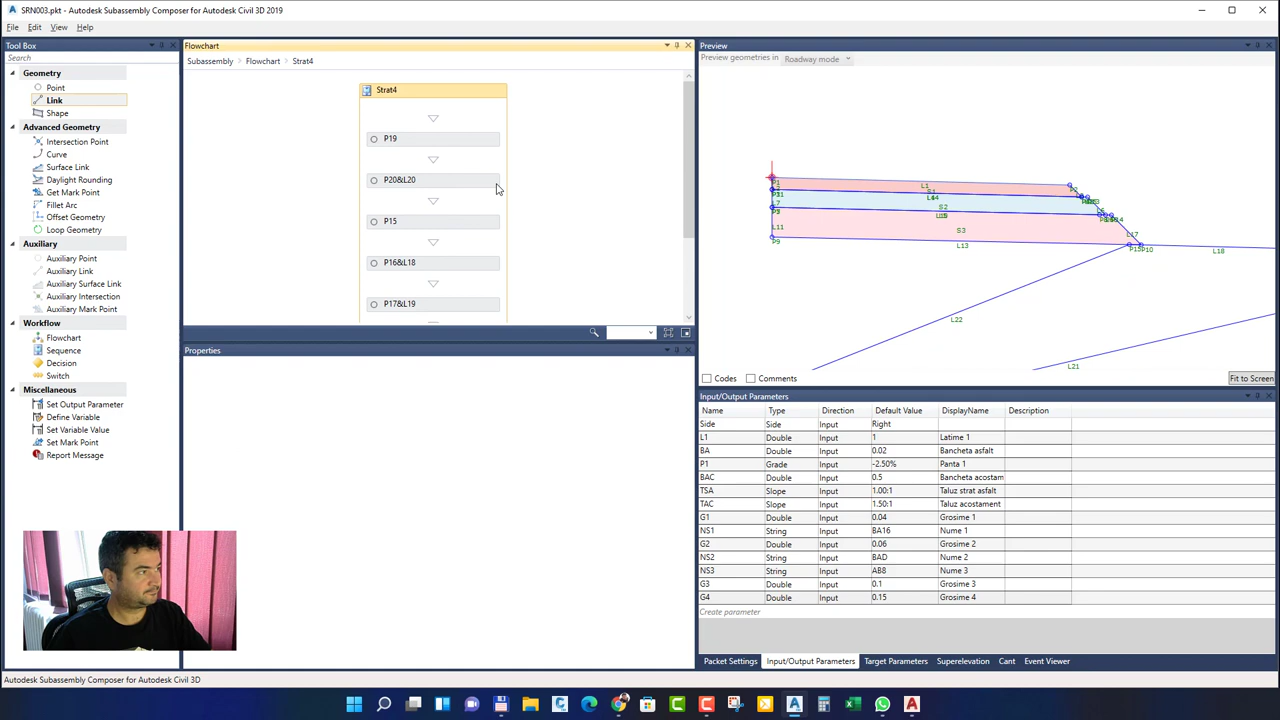 SRN003.pkt - Autodesk Subassembly Composer for Autodesk Civil 3D 2019
File Edit View Help
Tool Box
Search
Geometry
Point
Link
Shape
Advanced Geometry
Intersection Point
Curve
Surface Link
Daylight Rounding
Get Mark Point
Fillet Arc
Offset Geometry
Loop Geometry
Auxiliary
Auxiliary Point
Auxiliary Link
Auxiliary Surface Link
Auxiliary Intersection
Auxiliary Mark Point
Workflow
Flowchart
Sequence
Decision
Switch
Miscellaneous
Set Output Parameter
Define Variable
Set Variable Value
Set Mark Point
Report Message
Flowchart
Subassembly > Flowchart > Strat4
Strat4
P19
P20&L20
P15
P16&L18
P17&L19
Properties
Preview
Preview geometries in Roadway mode
P1
L1
P2
S1
L7
S2
L11
S3
P9
L13
L17
P10
L18
L22
L21
Codes Comments
Fit to Screen
Input/Output Parameters
Name Type Direction Default Value DisplayName Description
Side Side Input Right
L1 Double Input 1 Latime 1
BA Double Input 0.02 Bancheta asfalt
P1 Grade Input -2.50% Panta 1
BAC Double Input 0.5 Bancheta acostam
TSA Slope Input 1.00:1 Taluz strat asfalt
TAC Slope Input 1.50:1 Taluz acostament
G1 Double Input 0.04 Grosime 1
NS1 String Input BA16 Nume 1
G2 Double Input 0.06 Grosime 2
NS2 String Input BAD Nume 2
NS3 String Input AB8 Nume 3
G3 Double Input 0.1 Grosime 3
G4 Double Input 0.15 Grosime 4
Create parameter
Packet Settings Input/Output Parameters Target Parameters Superelevation Cant Event Viewer
Autodesk Subassembly Composer for Autodesk Civil 3D